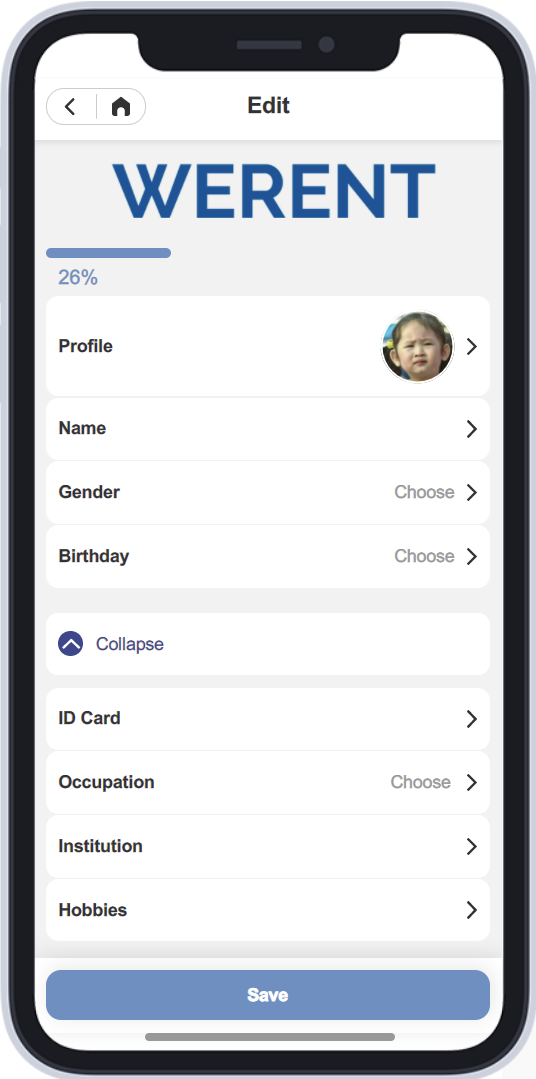 Edit
WERENT
26%
Profile
Name
Gender Choose
Birthday Choose
Collapse
ID Card
Occupation Choose
Institution
Hobbies
Save